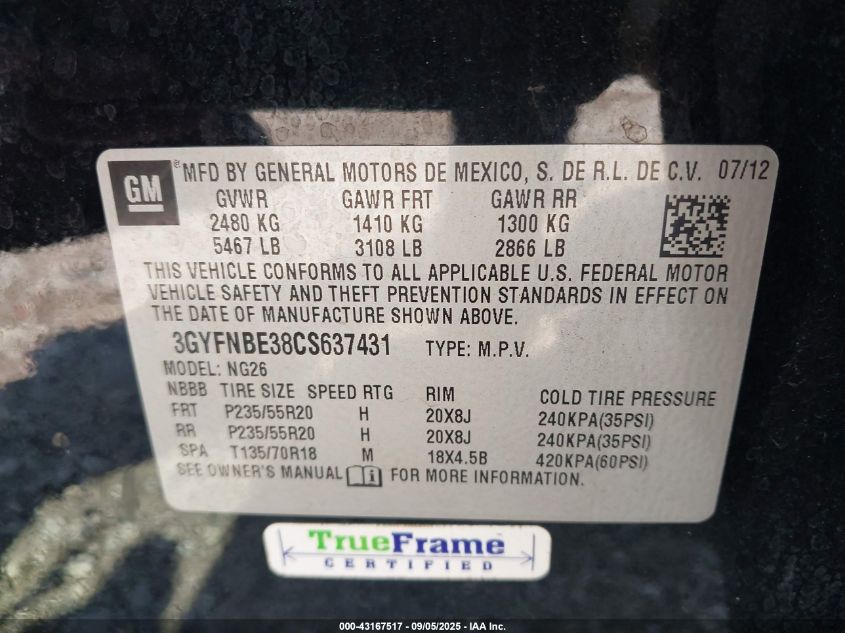 GM ® MFD BY GENERAL MOTORS DE MEXICO, S. DE R.L. DE C.V. 07/12
GVWR GAWR FRT GAWR RR
2480 KG 1410 KG 1300 KG
5467 LB 3108 LB 2866 LB
THIS VEHICLE CONFORMS TO ALL APPLICABLE U.S. FEDERAL MOTOR
VEHICLE SAFETY AND THEFT PREVENTION STANDARDS IN EFFECT ON
THE DATE OF MANUFACTURE SHOWN ABOVE.
3GYFNBE38CS637431 TYPE: M.P.V.
MODEL: NG26
NBBB TIRE SIZE SPEED RTG RIM COLD TIRE PRESSURE
FRT P235/55R20 H 20X8J 240KPA(35PSI)
RR P235/55R20 H 20X8J 240KPA(35PSI)
SPA T135/70R18 M 18X4.5B 420KPA(60PSI)
SEE OWNER'S MANUAL FOR MORE INFORMATION.
TrueFrame
CERTIFIED
000-43167517 - 09/05/2025 - IAA Inc.